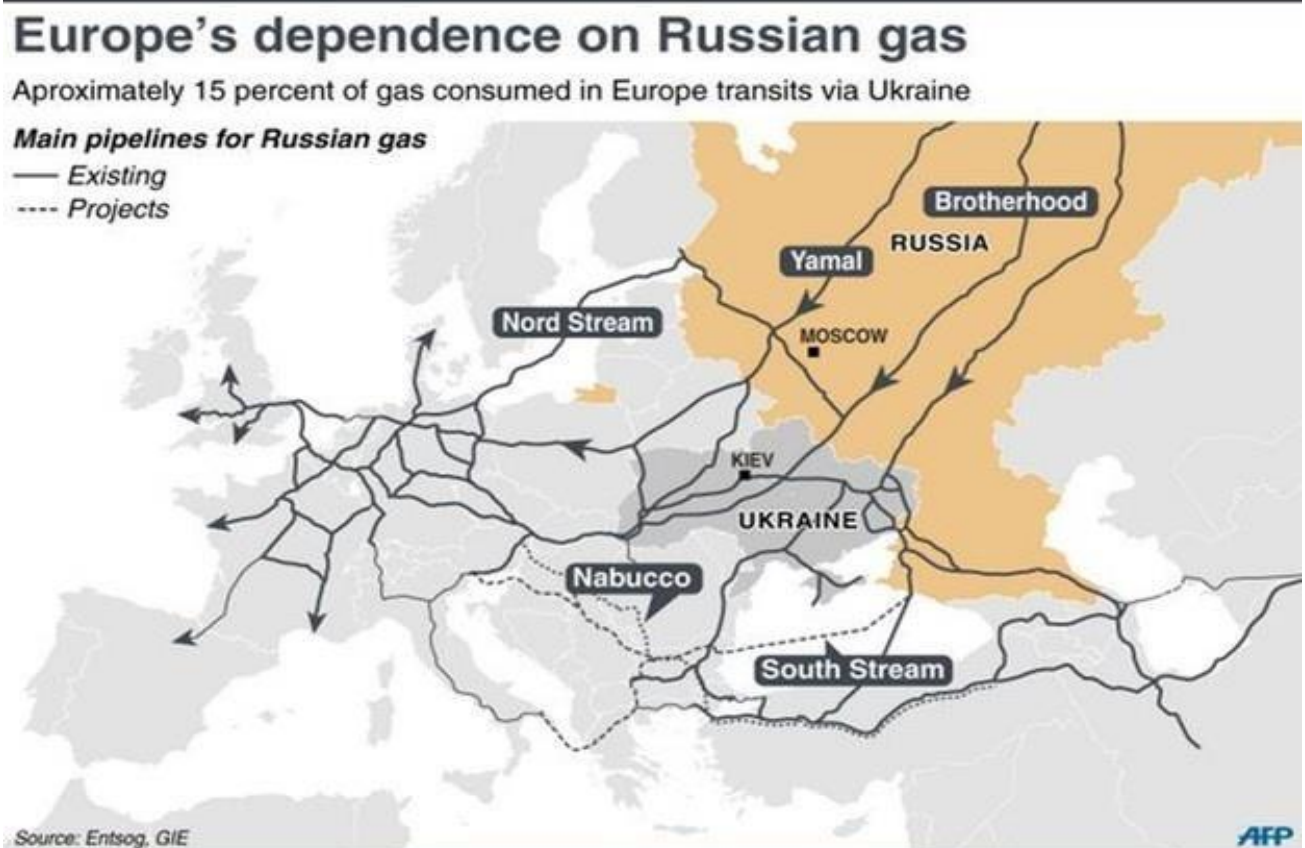 Europe's dependence on Russian gas
Aproximately 15 percent of gas consumed in Europe transits via Ukraine
Main pipelines for Russian gas
Existing
Projects
Brotherhood
RUSSIA
Yamal
Nord Stream
MOSCOW
KIEV
UKRAINE
Nabucco
South Stream
Source: Entsog, GIE
AFP